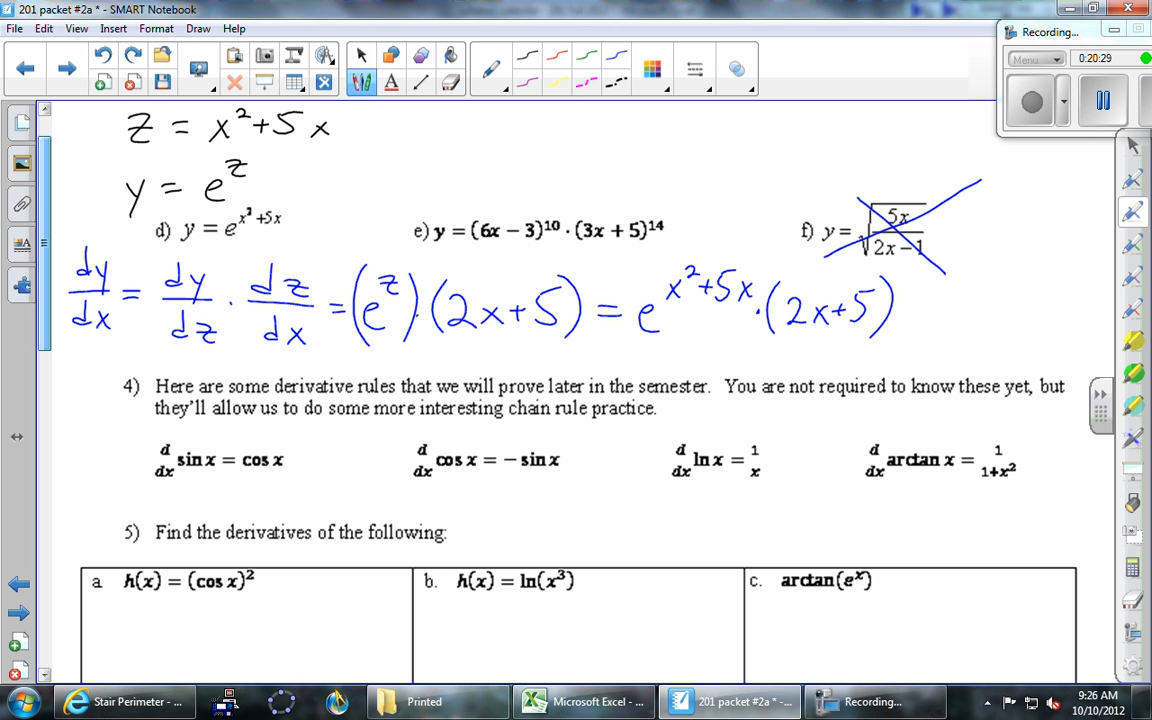 201 packet #2a * - SMART Notebook
File Edit View Insert Format Draw Help
Recording...
Menu
0:20:29
z = x²+5x
y = e^z
d) y = e^(x²+5x)
e) y = (6x − 3)^10 · (3x + 5)^14
f) y = √(5x/(2x − 1))
dy/dx = dy/dz · dz/dx = (e^z)·(2x+5) = e^(x²+5x)·(2x+5)
4) Here are some derivative rules that we will prove later in the semester. You are not required to know these yet, but
they'll allow us to do some more interesting chain rule practice.
d/dx sin x = cos x
d/dx cos x = − sin x
d/dx ln x = 1/x
d/dx arctan x = 1/(1+x²)
5) Find the derivatives of the following:
a h(x) = (cos x)²
b. h(x) = ln(x³)
c. arctan(e^x)
Stair Perimeter - ...
Printed
Microsoft Excel - ...
201 packet #2a *-...
Recording...
9:26 AM
10/10/2012